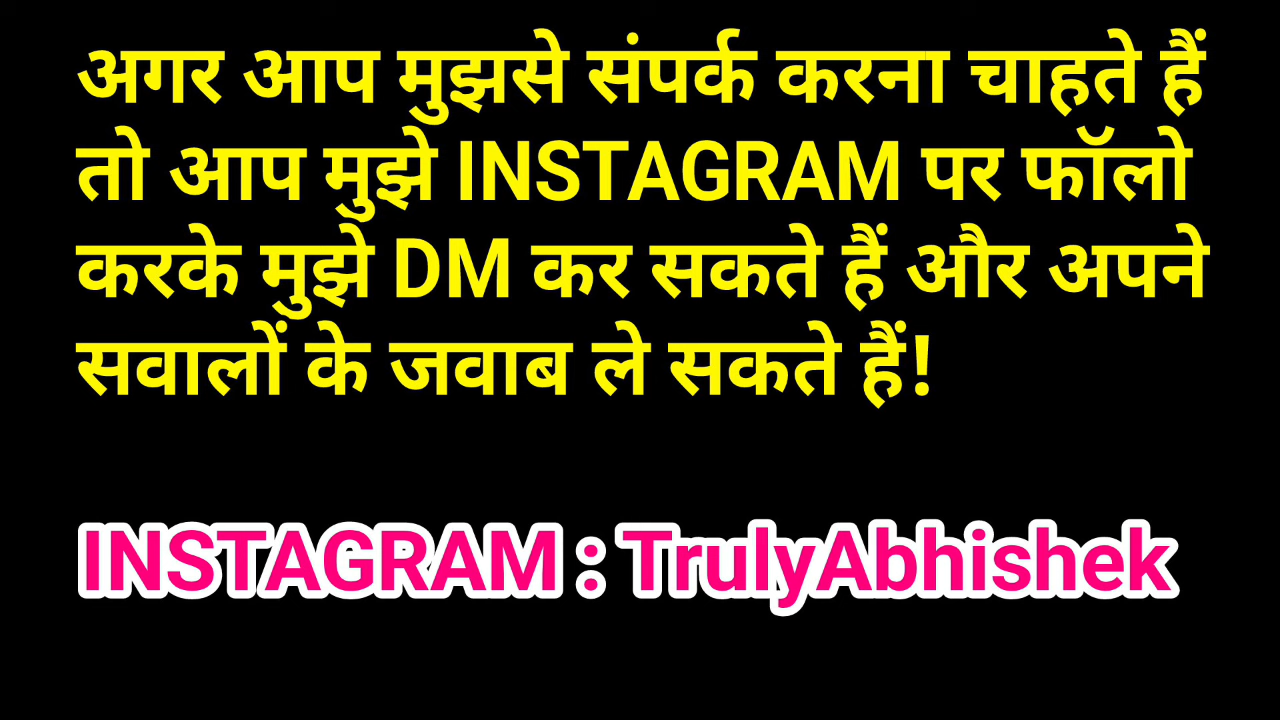 अगर आप मुझसे संपर्क करना चाहते हैं
तो आप मुझे INSTAGRAM पर फॉलो
करके मुझे DM कर सकते हैं और अपने
सवालों के जवाब ले सकते हैं!
INSTAGRAM : TrulyAbhishek